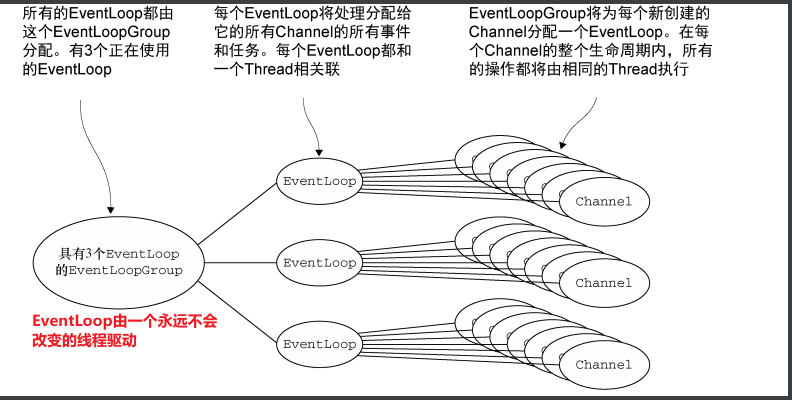 所有的EventLoop都由
这个EventLoopGroup
分配。有3个正在使用
的EventLoop
每个EventLoop将处理分配给
它的所有Channel的所有事件
和任务。每个EventLoop都和
一个Thread相关联
EventLoopGroup将为每个新创建的
Channel分配一个EventLoop。在每
个Channel的整个生命周期内，所有
的操作都将由相同的Thread执行
EventLoop
Channel
具有3个EventLoop
的EventLoopGroup
EventLoop
Channel
EventLoop由一个永远不会
改变的线程驱动
EventLoop
Channel